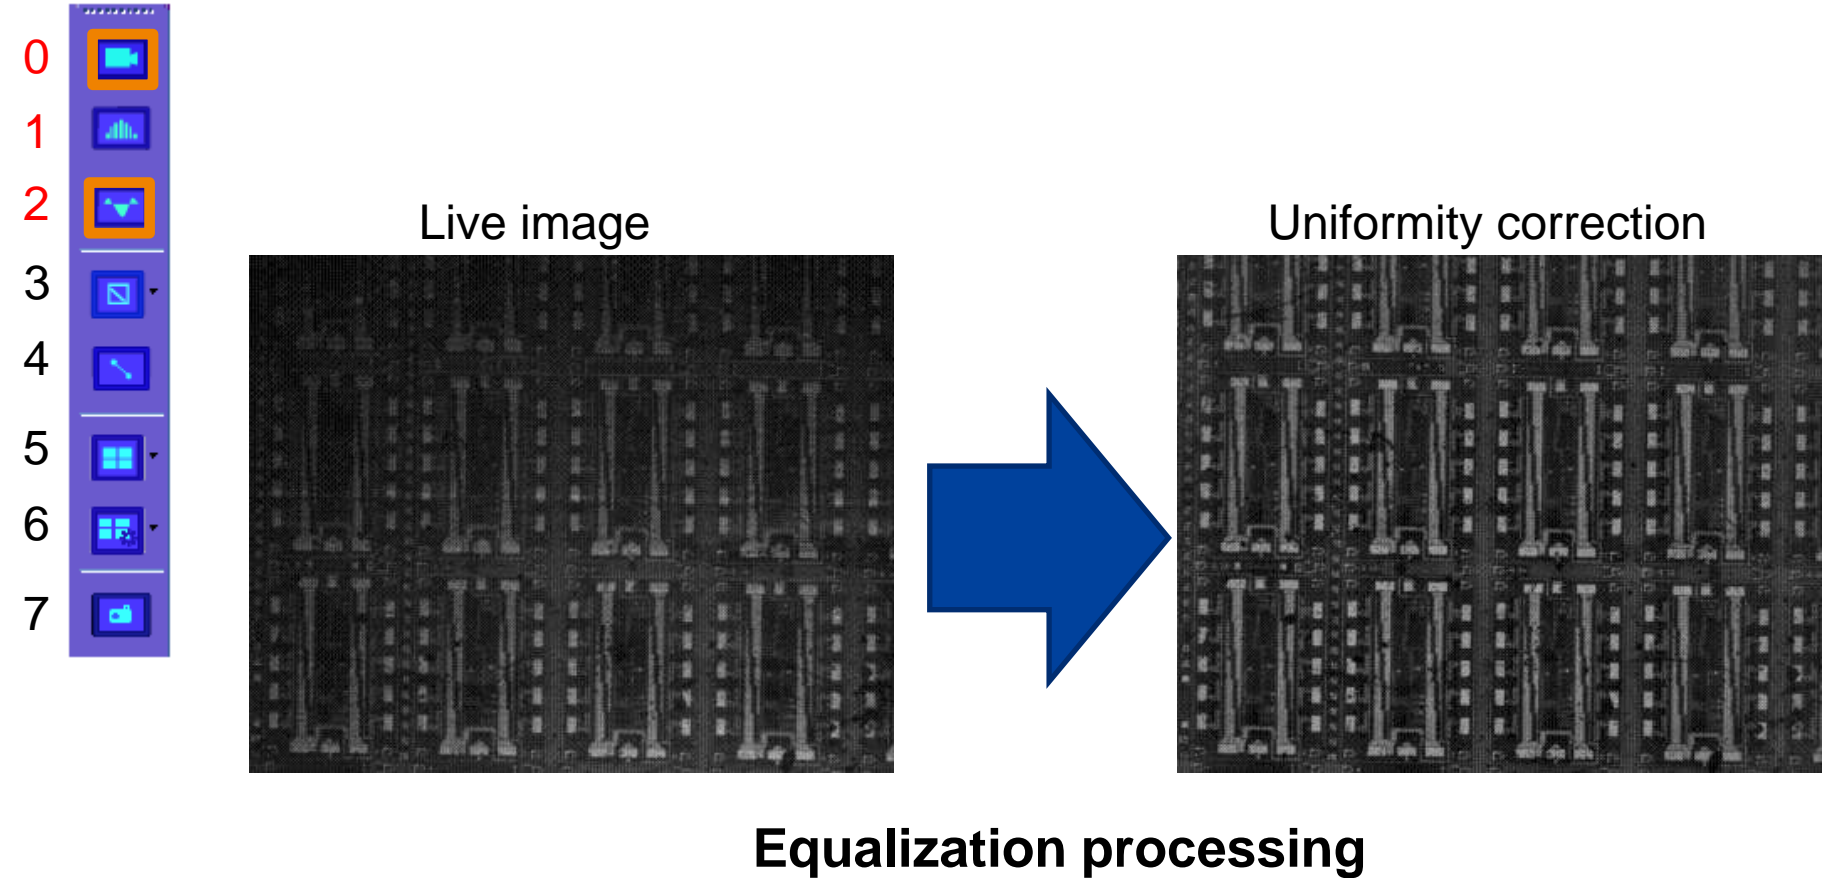 0
1
2
3
4
5
6
7
Live image
Uniformity correction
Equalization processing